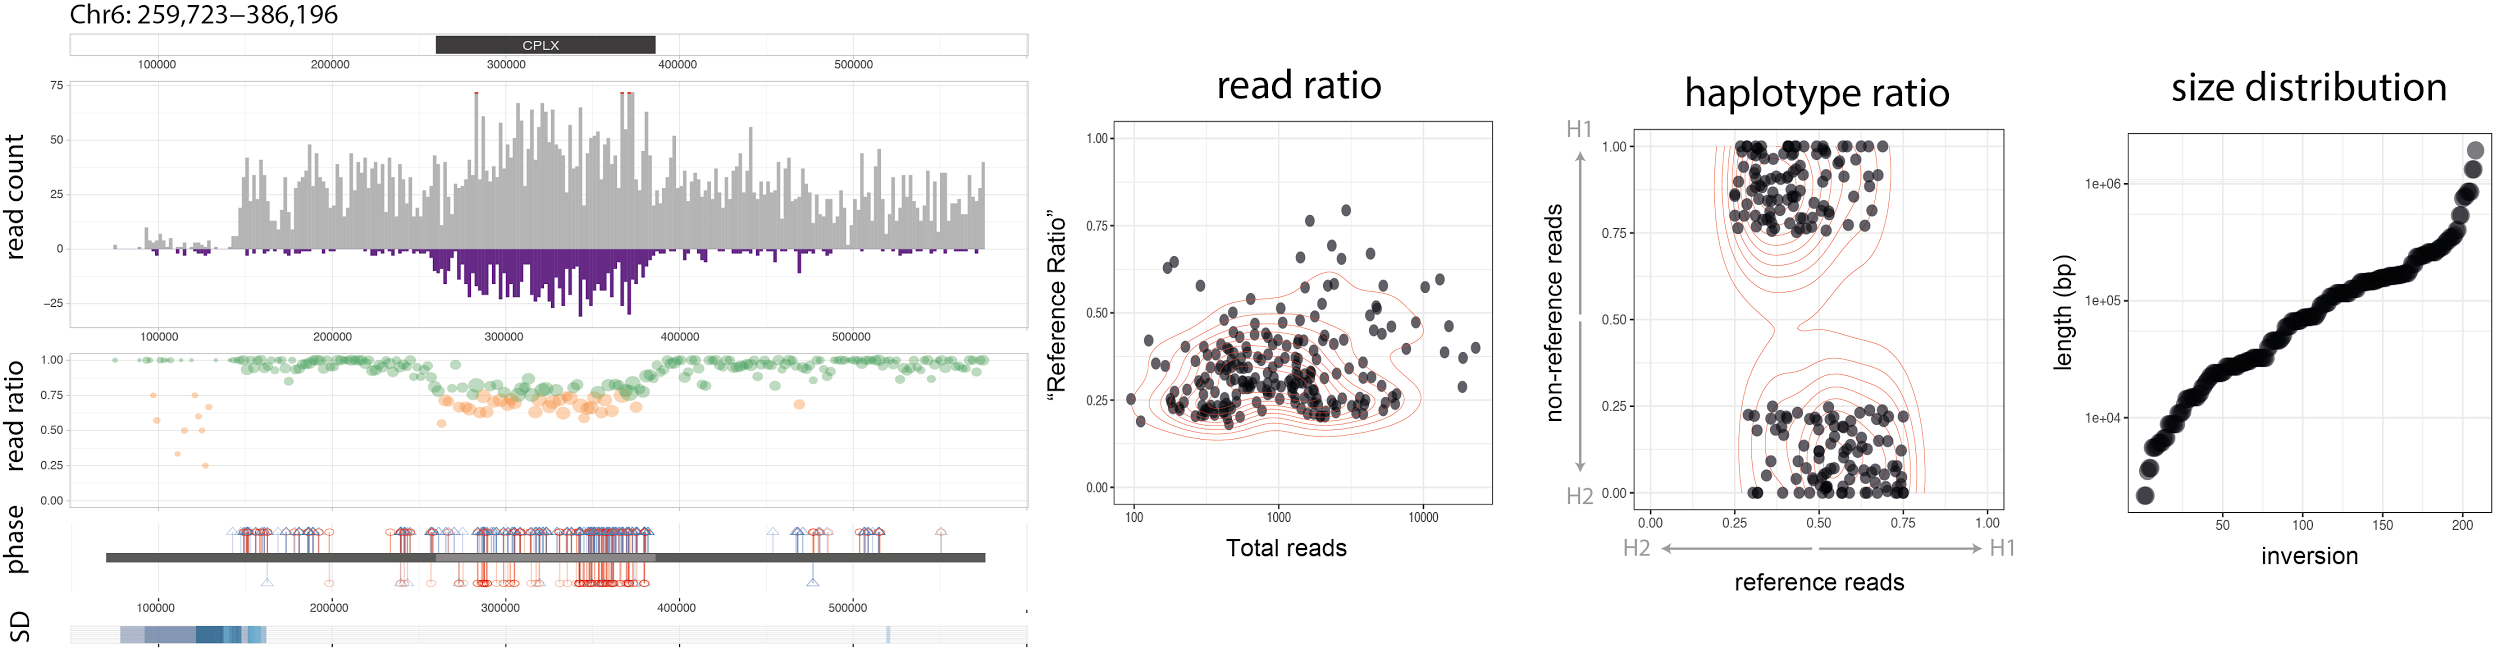 Chr6: 259,723−386,196
CPLX
100000 200000 300000 400000 500000
read count
75
50
25
0
−25
100000 200000 300000 400000 500000
read ratio
1.00
0.75
0.50
0.25
0.00
phase
100000 200000 300000 400000 500000
SD
read ratio
"Reference Ratio"
1.00
0.75
0.50
0.25
0.00
100 1000 10000
Total reads
haplotype ratio
H1
non-reference reads
H2
1.00
0.75
0.50
0.25
0.00
0.00 0.25 0.50 0.75 1.00
H2 H1
reference reads
size distribution
length (bp)
1e+06
1e+05
1e+04
50 100 150 200
inversion